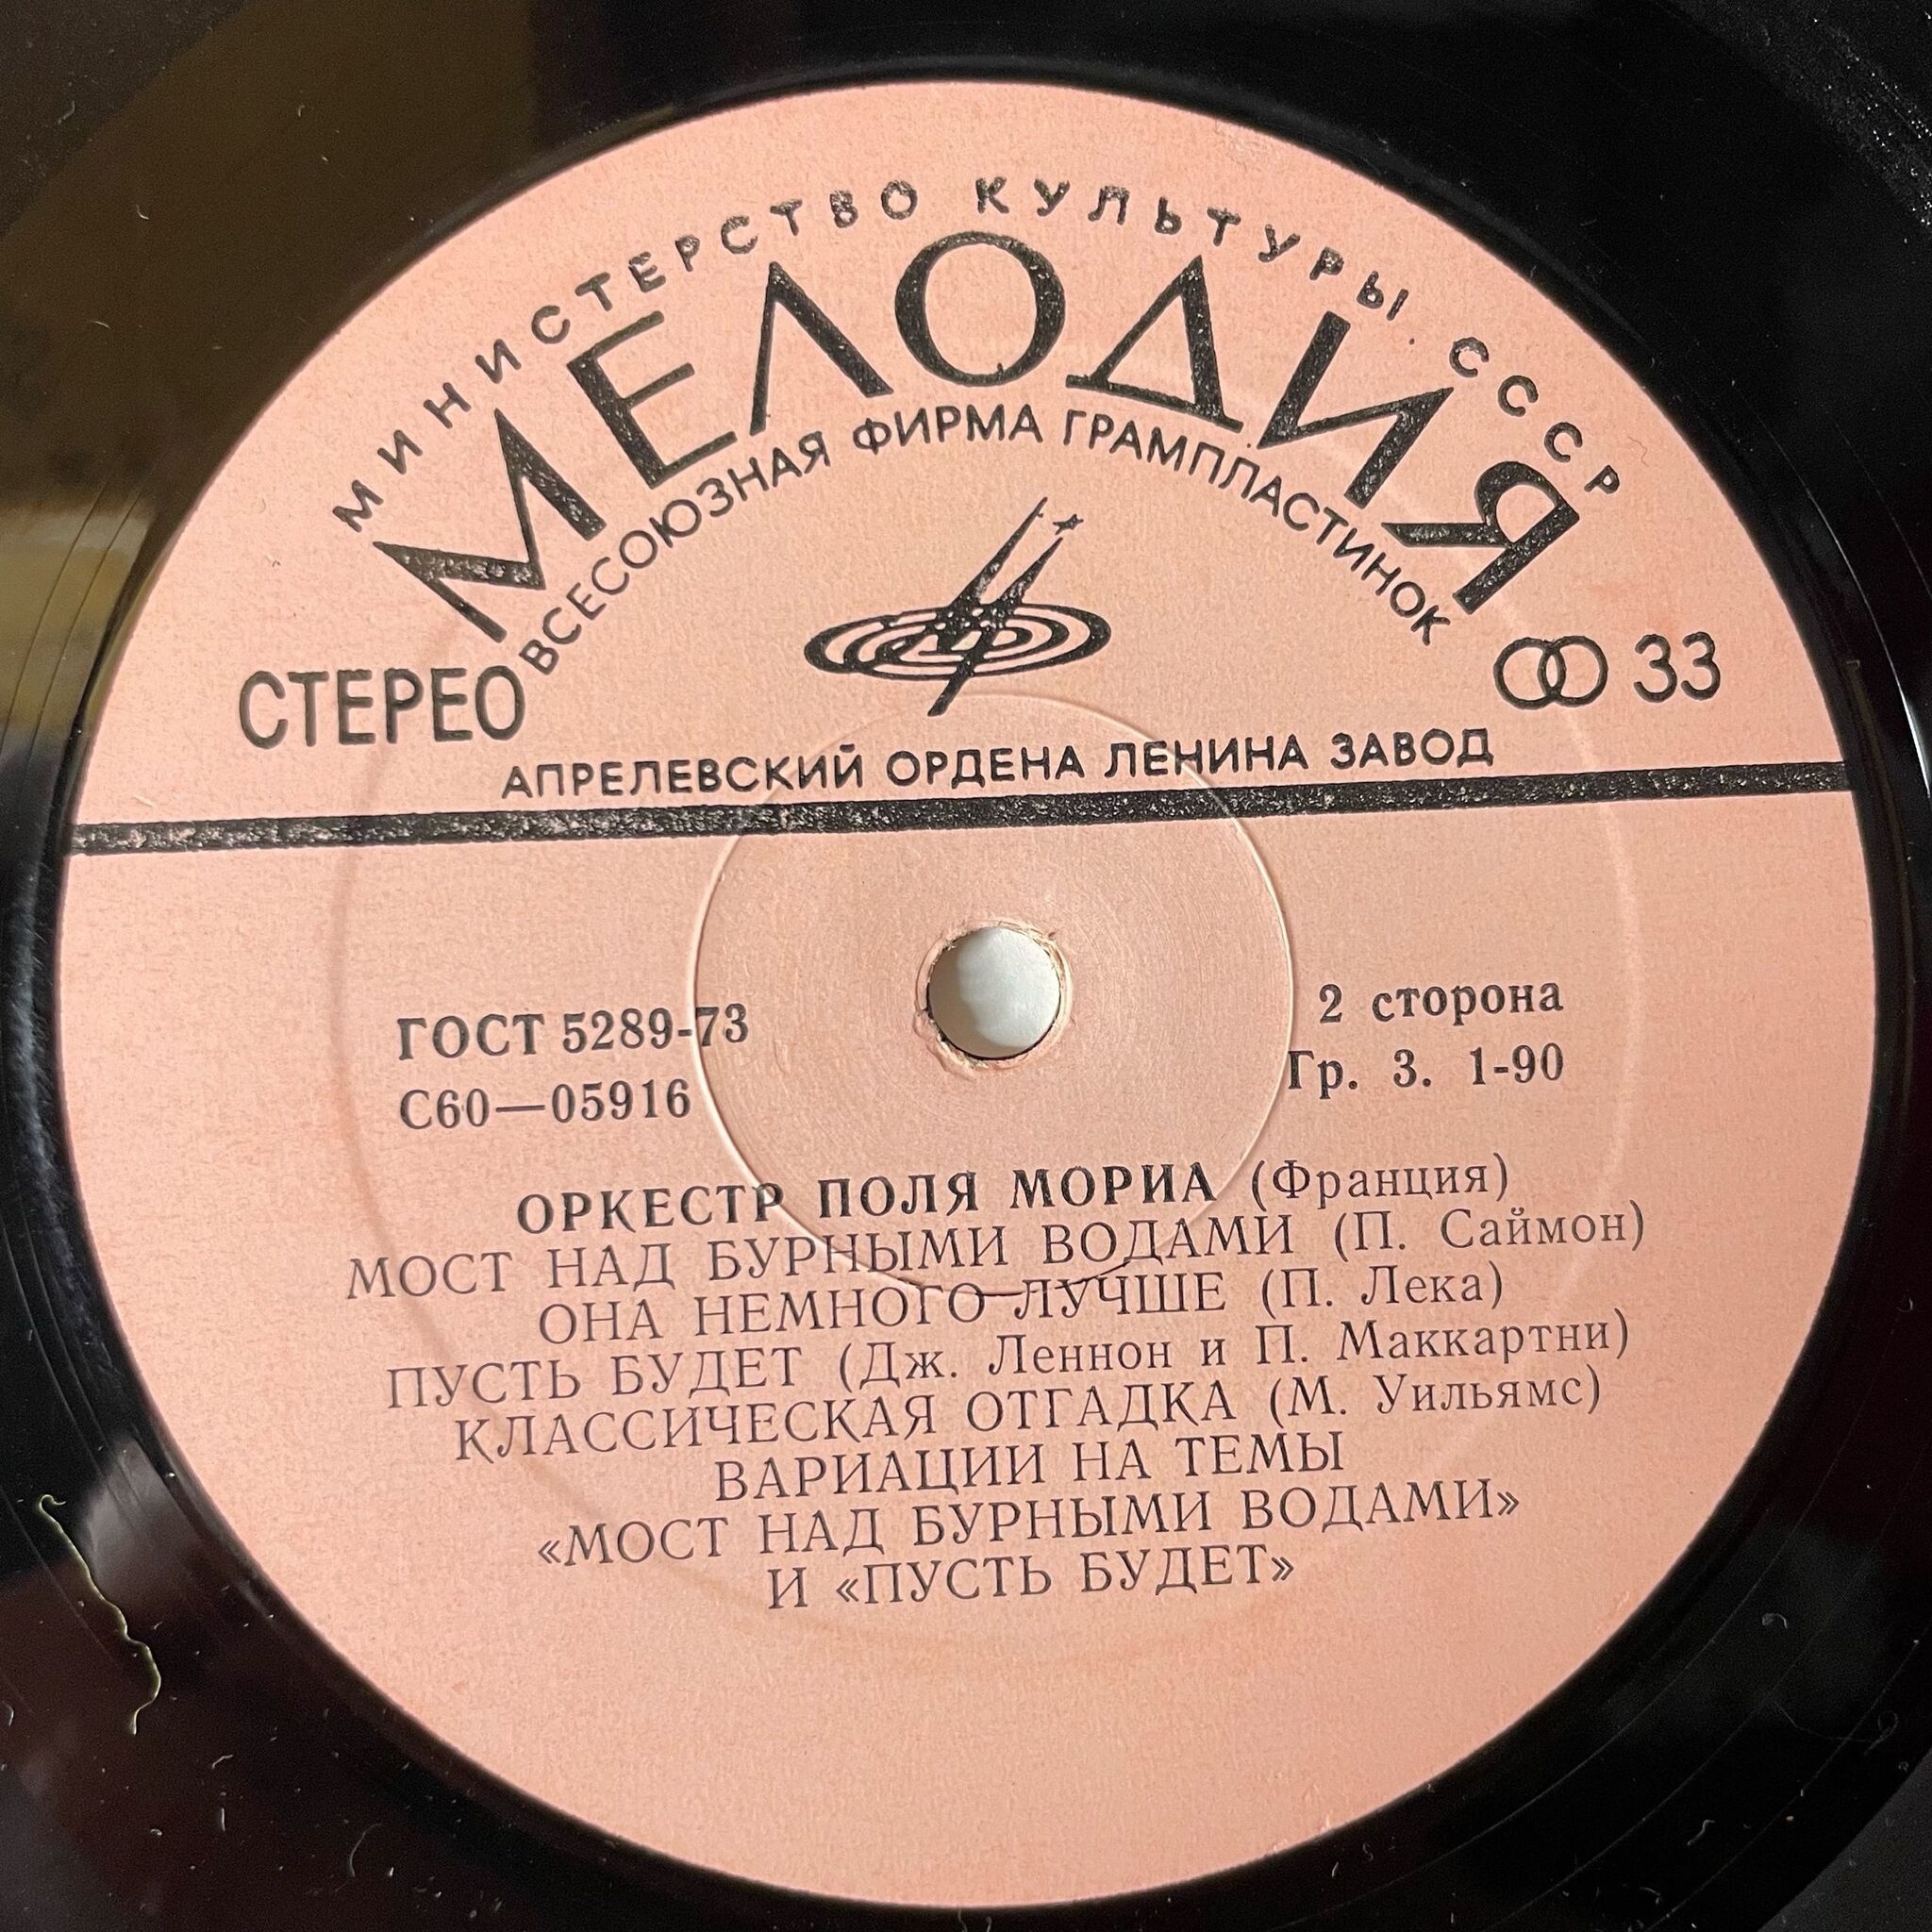 МИНИСТЕРСТВО КУЛЬТУРЫ СССР
МЕЛОДИЯ
ВСЕСОЮЗНАЯ ФИРМА ГРАМПЛАСТИНОК
СТЕРЕО
33
АПРЕЛЕВСКИЙ ОРДЕНА ЛЕНИНА ЗАВОД
ГОСТ 5289-73
2 сторона
С60—05916
Гр. 3. 1-90
ОРКЕСТР ПОЛЯ МОРИА (Франция)
МОСТ НАД БУРНЫМИ ВОДАМИ (П. Саймон)
ОНА НЕМНОГО ЛУЧШЕ (П. Лека)
ПУСТЬ БУДЕТ (Дж. Леннон и П. Маккартни)
КЛАССИЧЕСКАЯ ОТГАДКА (М. Уильямс)
ВАРИАЦИИ НА ТЕМЫ
«МОСТ НАД БУРНЫМИ ВОДАМИ»
И «ПУСТЬ БУДЕТ»